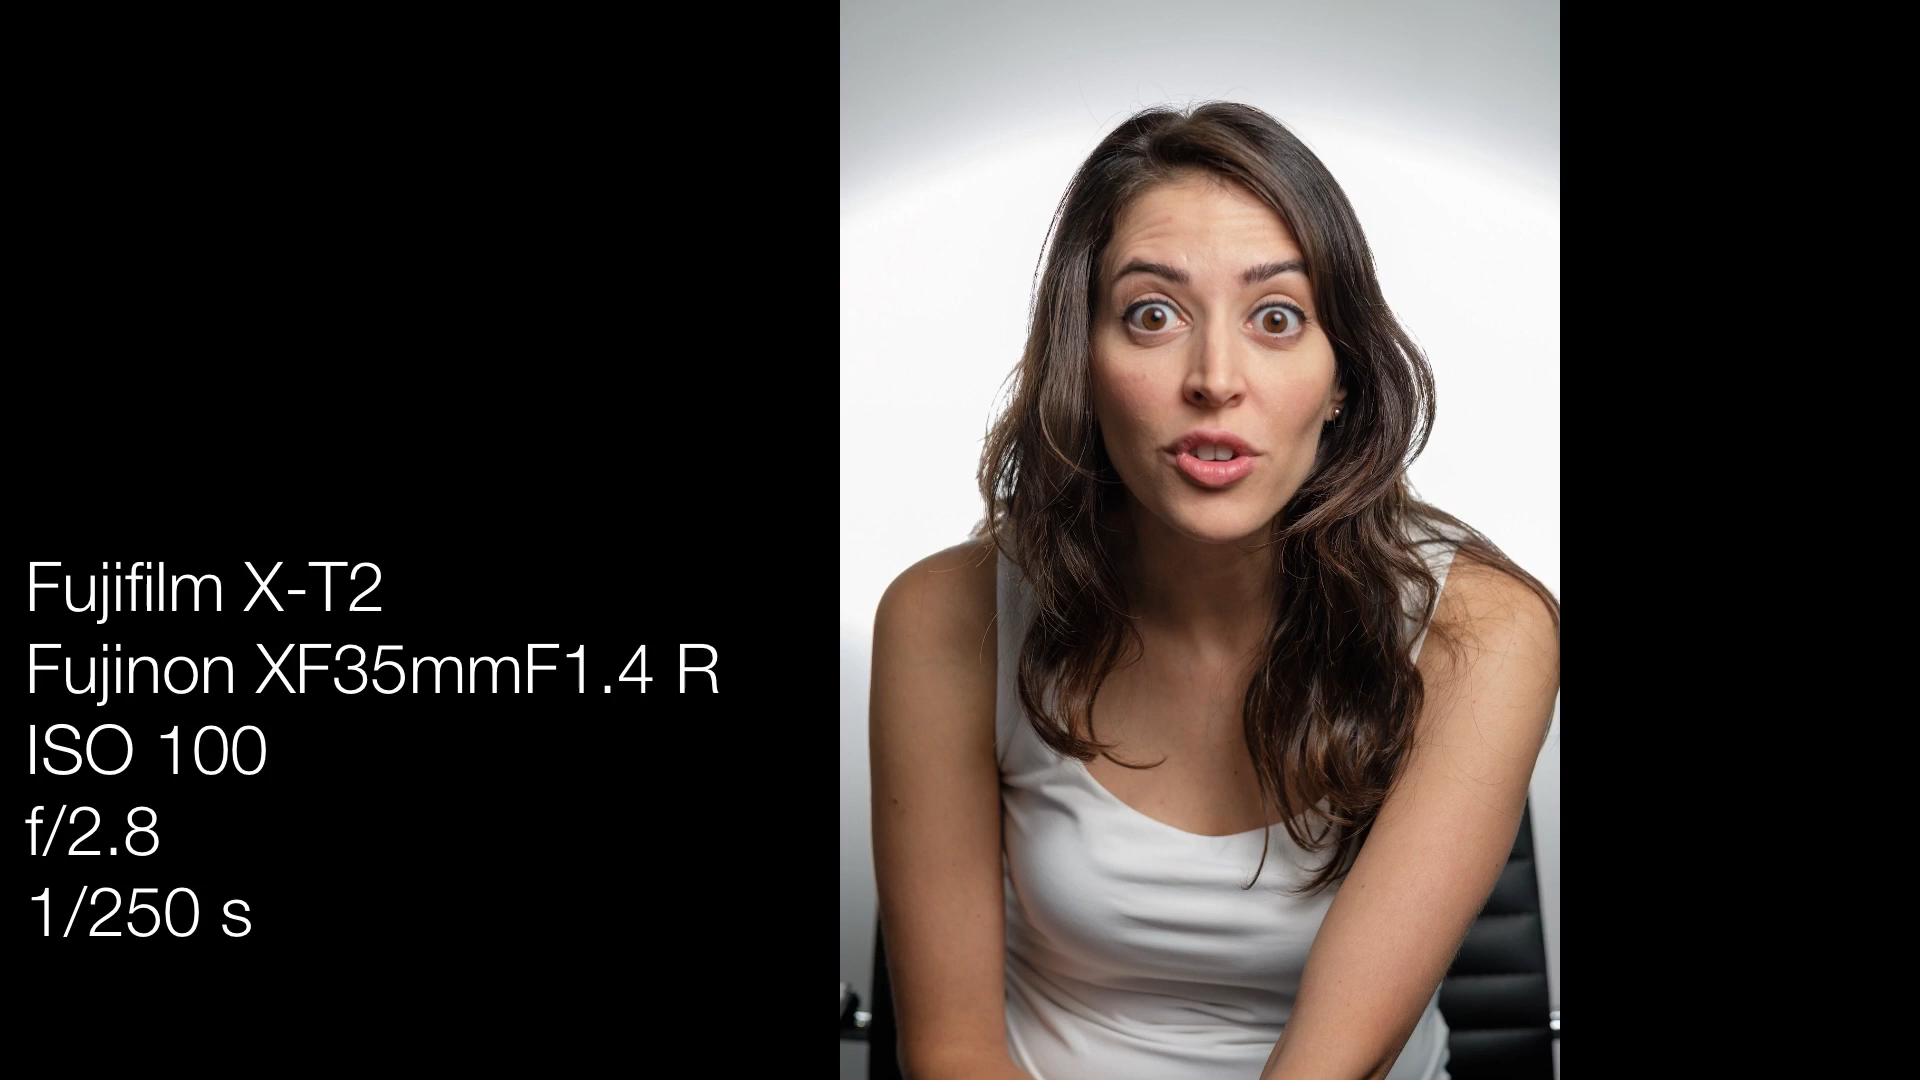 Fujifilm X-T2
Fujinon XF35mmF1.4 R
ISO 100
f/2.8
1/250 s